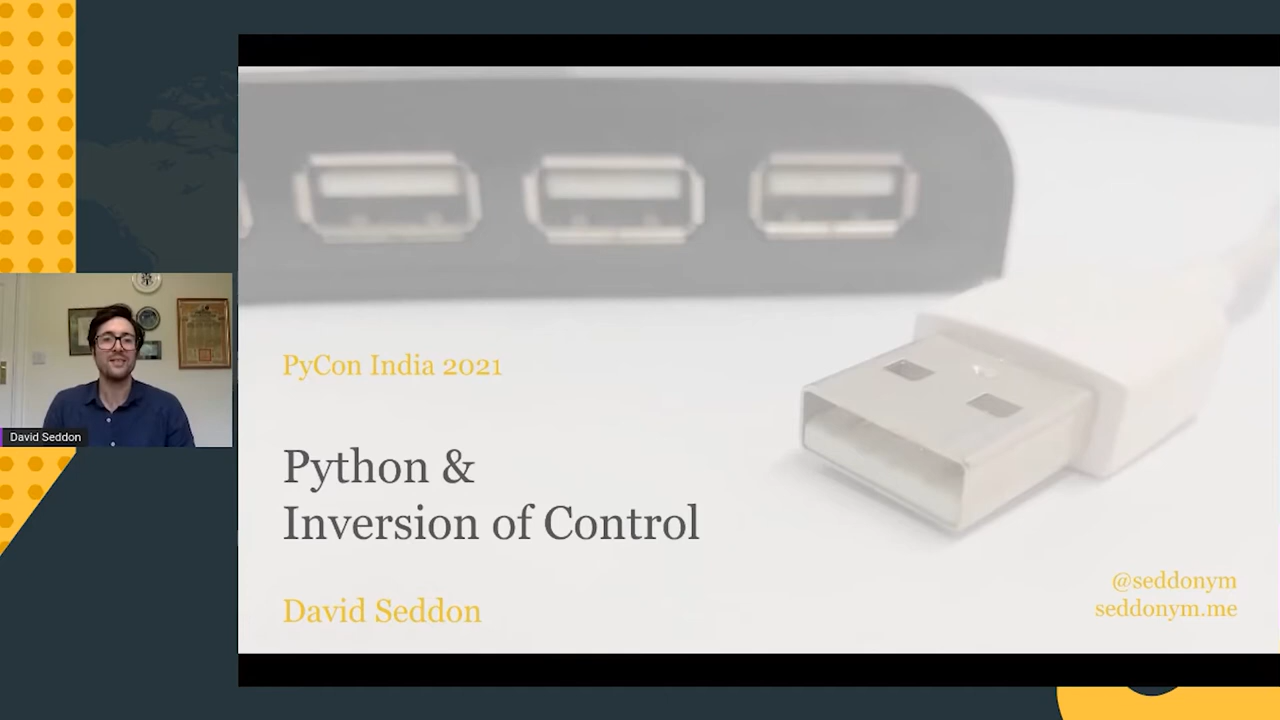 PyCon India 2021
Python &
Inversion of Control
David Seddon
@seddonym
seddonym.me
David Seddon